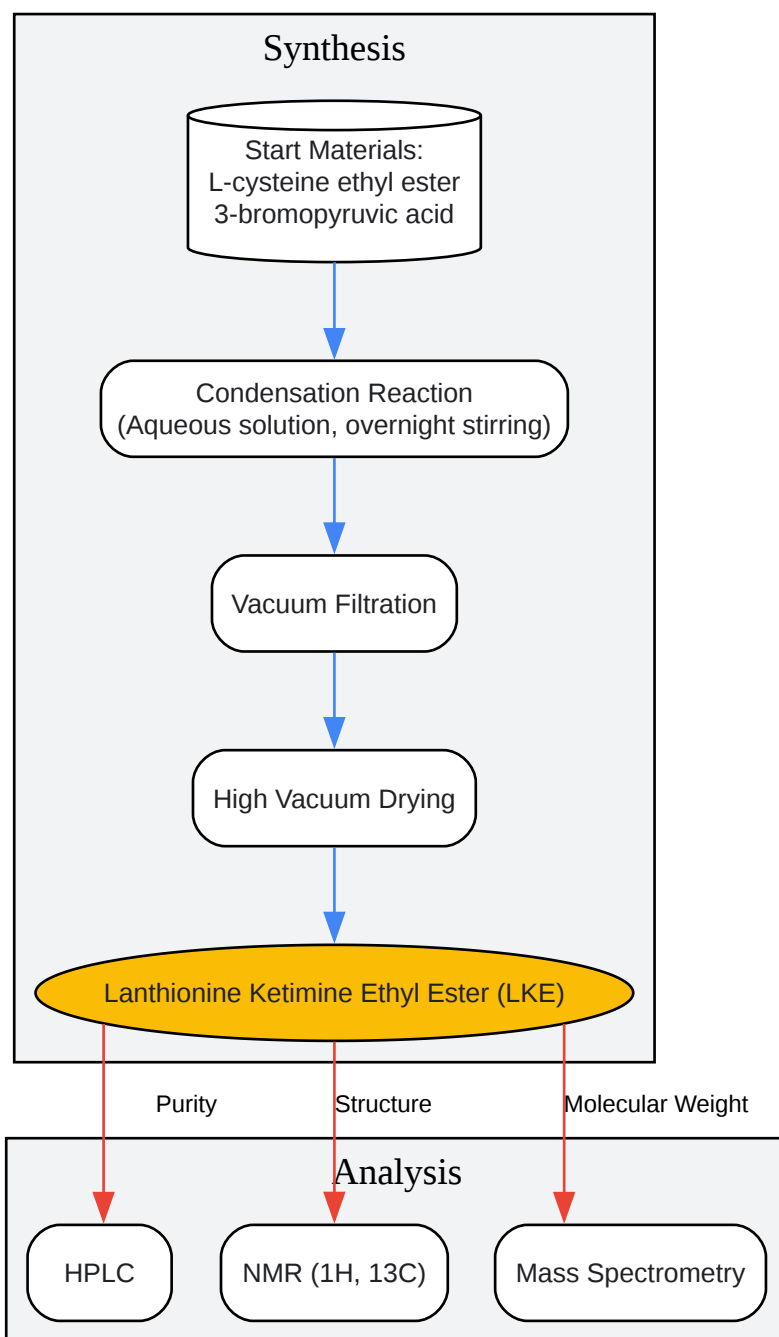 Synthesis
Start Materials:
L-cysteine ethyl ester
3-bromopyruvic acid
Condensation Reaction
(Aqueous solution, overnight stirring)
Vacuum Filtration
High Vacuum Drying
Lanthionine Ketimine Ethyl Ester (LKE)
Purity
Structure
Molecular Weight
Analysis
HPLC
NMR (1H, 13C)
Mass Spectrometry